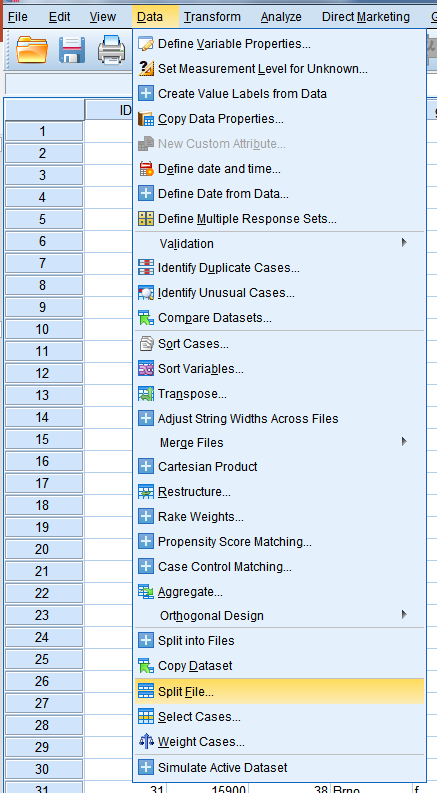 File Edit View Data Transform Analyze Direct Marketing
ID
Define Variable Properties...
Set Measurement Level for Unknown...
Create Value Labels from Data
Copy Data Properties...
New Custom Attribute...
Define date and time...
Define Date from Data...
Define Multiple Response Sets...
Validation
Identify Duplicate Cases...
Identify Unusual Cases...
Compare Datasets...
Sort Cases...
Sort Variables...
Transpose...
Adjust String Widths Across Files
Merge Files
Cartesian Product
Restructure...
Rake Weights...
Propensity Score Matching...
Case Control Matching...
Aggregate...
Orthogonal Design
Split into Files
Copy Dataset
Split File...
Select Cases...
Weight Cases...
Simulate Active Dataset
1
2
3
4
5
6
7
8
9
10
11
12
13
14
15
16
17
18
19
20
21
22
23
24
25
26
27
28
29
30
31 31 15900 38 Brno f